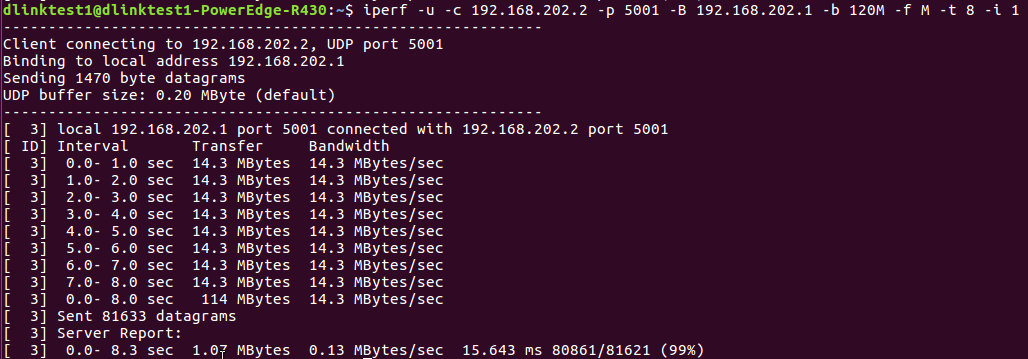 dlinktest1@dlinktest1-PowerEdge-R430:~$ iperf -u -c 192.168.202.2 -p 5001 -B 192.168.202.1 -b 120M -f M -t 8 -i 1
------------------------------------------------------------
Client connecting to 192.168.202.2, UDP port 5001
Binding to local address 192.168.202.1
Sending 1470 byte datagrams
UDP buffer size: 0.20 MByte (default)
------------------------------------------------------------
[  3] local 192.168.202.1 port 5001 connected with 192.168.202.2 port 5001
[ ID] Interval       Transfer     Bandwidth
[  3]  0.0- 1.0 sec  14.3 MBytes  14.3 MBytes/sec
[  3]  1.0- 2.0 sec  14.3 MBytes  14.3 MBytes/sec
[  3]  2.0- 3.0 sec  14.3 MBytes  14.3 MBytes/sec
[  3]  3.0- 4.0 sec  14.3 MBytes  14.3 MBytes/sec
[  3]  4.0- 5.0 sec  14.3 MBytes  14.3 MBytes/sec
[  3]  5.0- 6.0 sec  14.3 MBytes  14.3 MBytes/sec
[  3]  6.0- 7.0 sec  14.3 MBytes  14.3 MBytes/sec
[  3]  7.0- 8.0 sec  14.3 MBytes  14.3 MBytes/sec
[  3]  0.0- 8.0 sec   114 MBytes  14.3 MBytes/sec
[  3] Sent 81633 datagrams
[  3] Server Report:
[  3]  0.0- 8.3 sec  1.07 MBytes  0.13 MBytes/sec  15.643 ms 80861/81621 (99%)